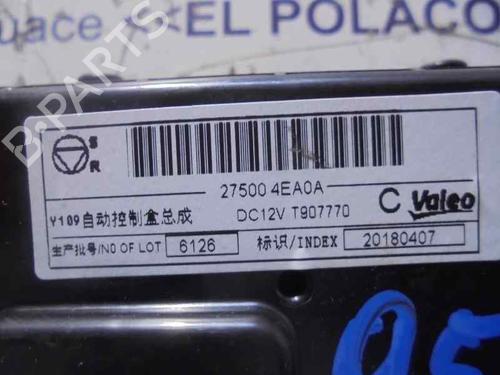 uace >> <EL POLACO
B-PARTS
S
R
27500 4EA0A
Y109自动控制盒总成 DC12V T907770 C Valeo
生产批号/NO OF LOT 6126 标识/INDEX 20180407